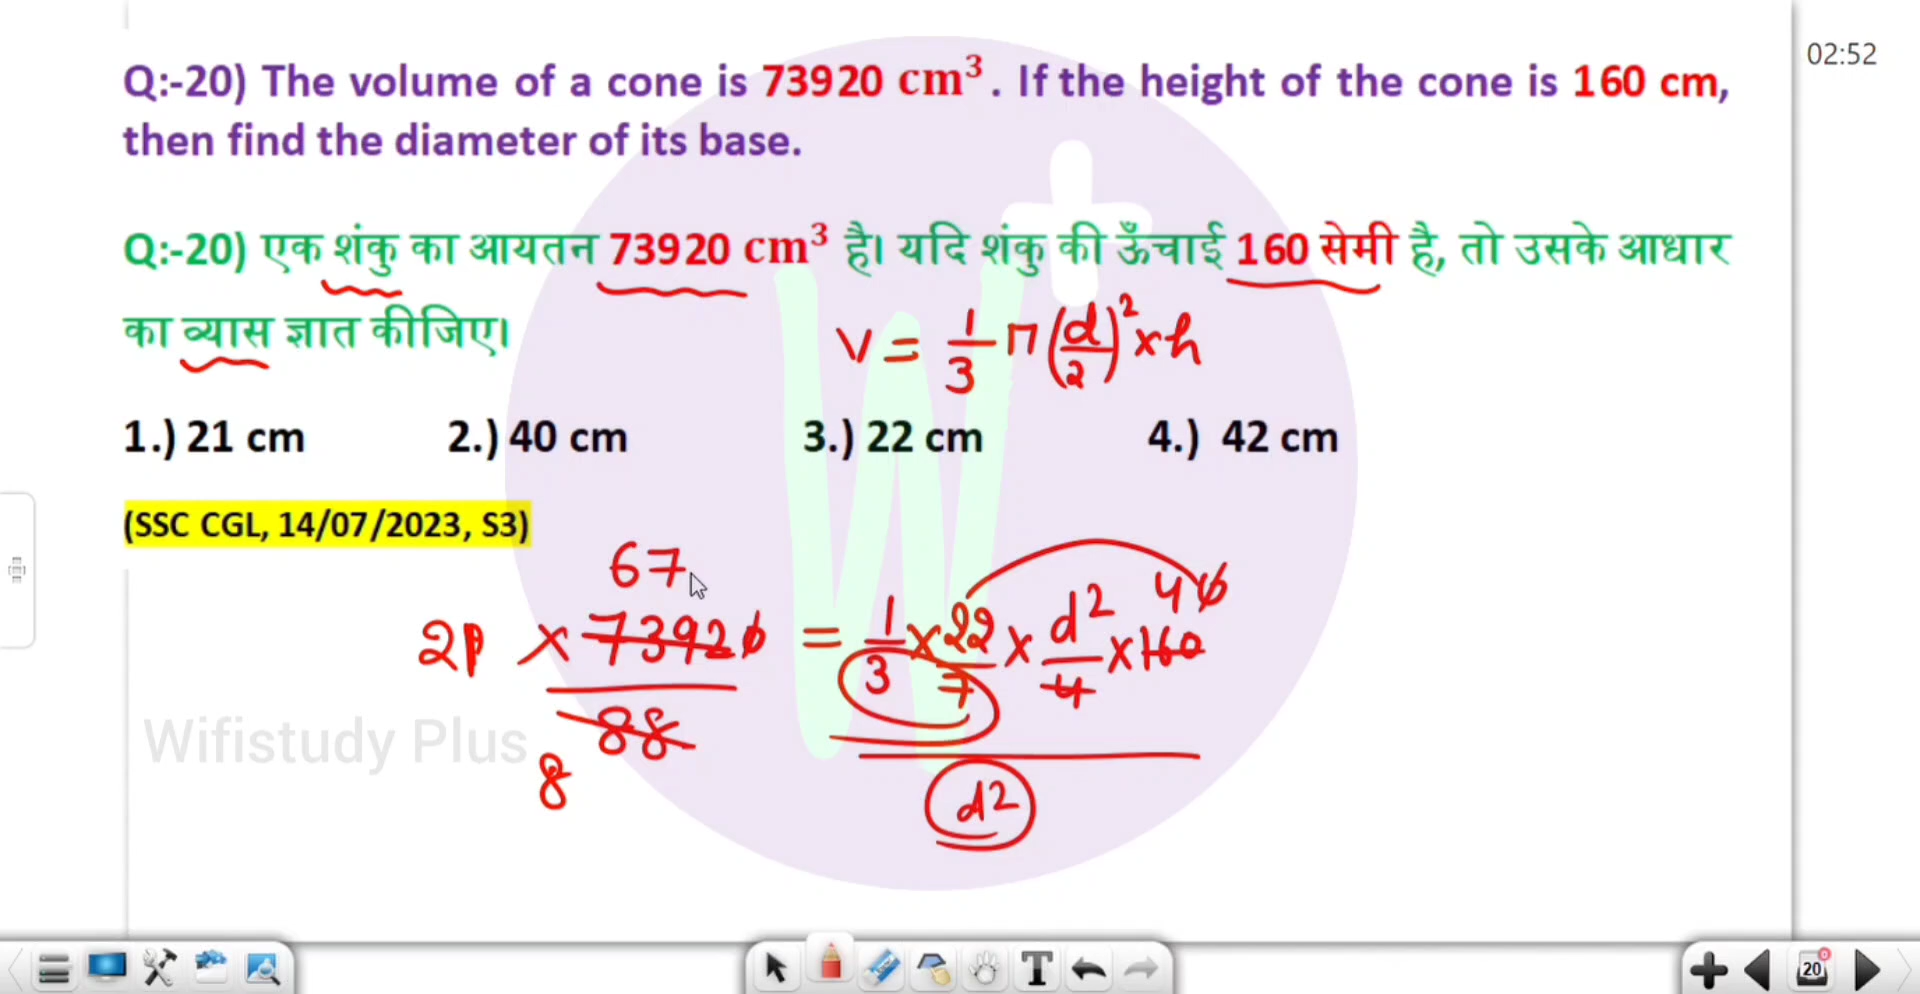 02:52
Q:-20) The volume of a cone is 73920 cm³ . If the height of the cone is 160 cm,
then find the diameter of its base.
Q:-20) एक शंकु का आयतन 73920 cm³ है। यदि शंकु की ऊँचाई 160 सेमी है, तो उसके आधार
का व्यास ज्ञात कीजिए।
V = 1/3 π (d/2)² × h
1.) 21 cm 2.) 40 cm 3.) 22 cm 4.) 42 cm
(SSC CGL, 14/07/2023, S3)
67
4
× 73920 / 88 = 1/3 × 22/7 × d²/4 × 160
8
d²
Wifistudy Plus
T
20
0